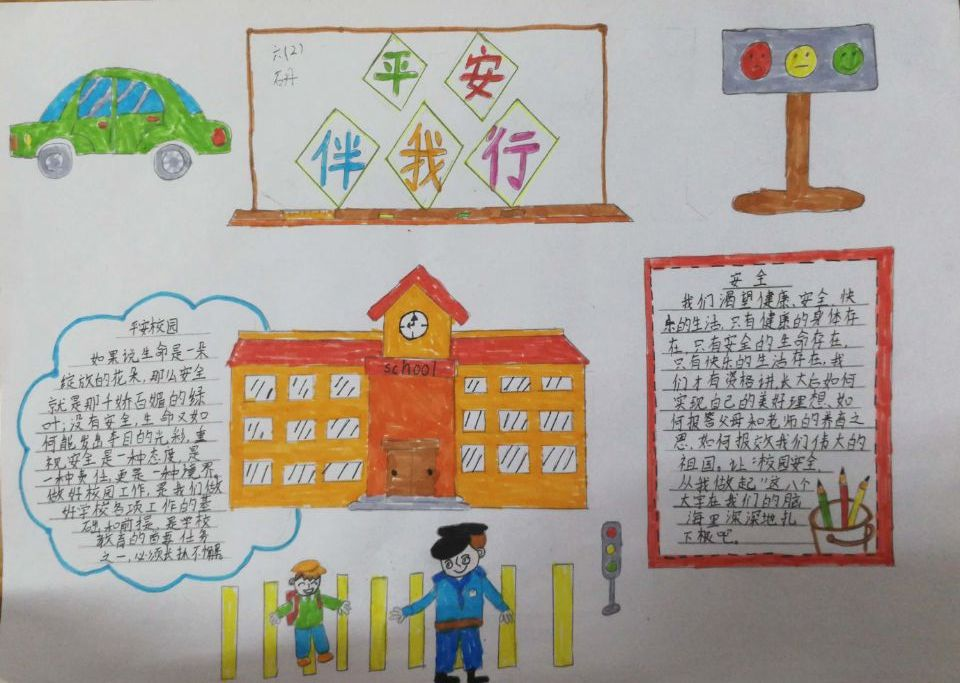 六(2)
平安
伴我行
school
平安校园
如果说生命是一朵
绽放的花朵,那么安全
就是那千娇百媚的绿
叶;没有安全,生命又如
何能发出夺目的光彩,重
视安全是一种态度,是
一种责任,更是一种境界。
做好校园工作,是我们做
好学校各项工作的基
础和前提,是学校
教育的重要任务
之一,必须长抓不懈。
安全
我们渴望健康、安全、快
乐的生活,只有健康的身体存
在,只有安全的生命存在,
只有快乐的生活存在,我
们才有资格讲长大后如何
实现自己的美好理想,如
何报答父母和老师的养育之
恩,如何报效我们伟大的
祖国。让"校园安全,
从我做起"这八个
大字在我们的脑
海里深深地扎
下根吧。